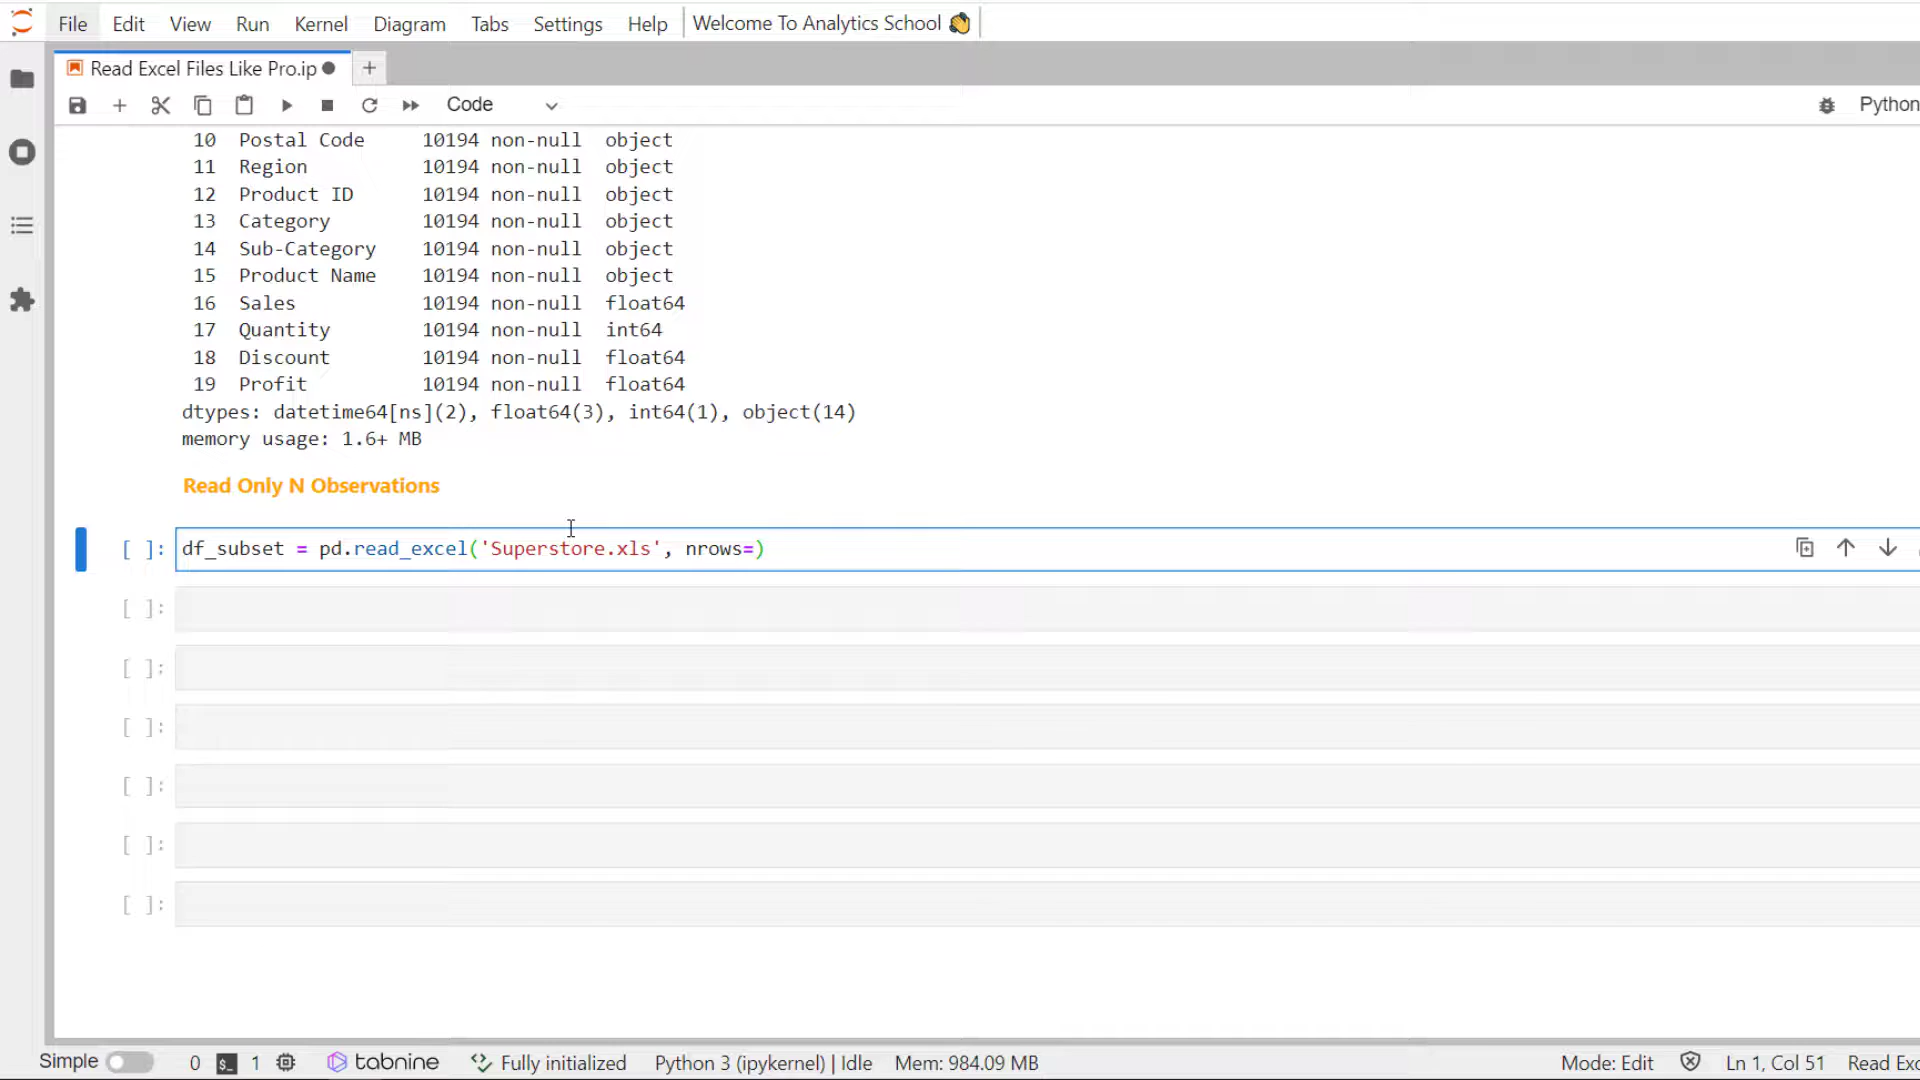 File Edit View Run Kernel Diagram Tabs Settings Help Welcome To Analytics School 👋
Read Excel Files Like Pro.ip
Code
Python
10 Postal Code 10194 non-null object
11 Region 10194 non-null object
12 Product ID 10194 non-null object
13 Category 10194 non-null object
14 Sub-Category 10194 non-null object
15 Product Name 10194 non-null object
16 Sales 10194 non-null float64
17 Quantity 10194 non-null int64
18 Discount 10194 non-null float64
19 Profit 10194 non-null float64
dtypes: datetime64[ns](2), float64(3), int64(1), object(14)
memory usage: 1.6+ MB
Read Only N Observations
[ ]: df_subset = pd.read_excel('Superstore.xls', nrows=)
[ ]:
[ ]:
[ ]:
[ ]:
[ ]:
[ ]:
Simple 0 $_ 1 tabnine Fully initialized Python 3 (ipykernel) | Idle Mem: 984.09 MB Mode: Edit Ln 1, Col 51 Read Exc